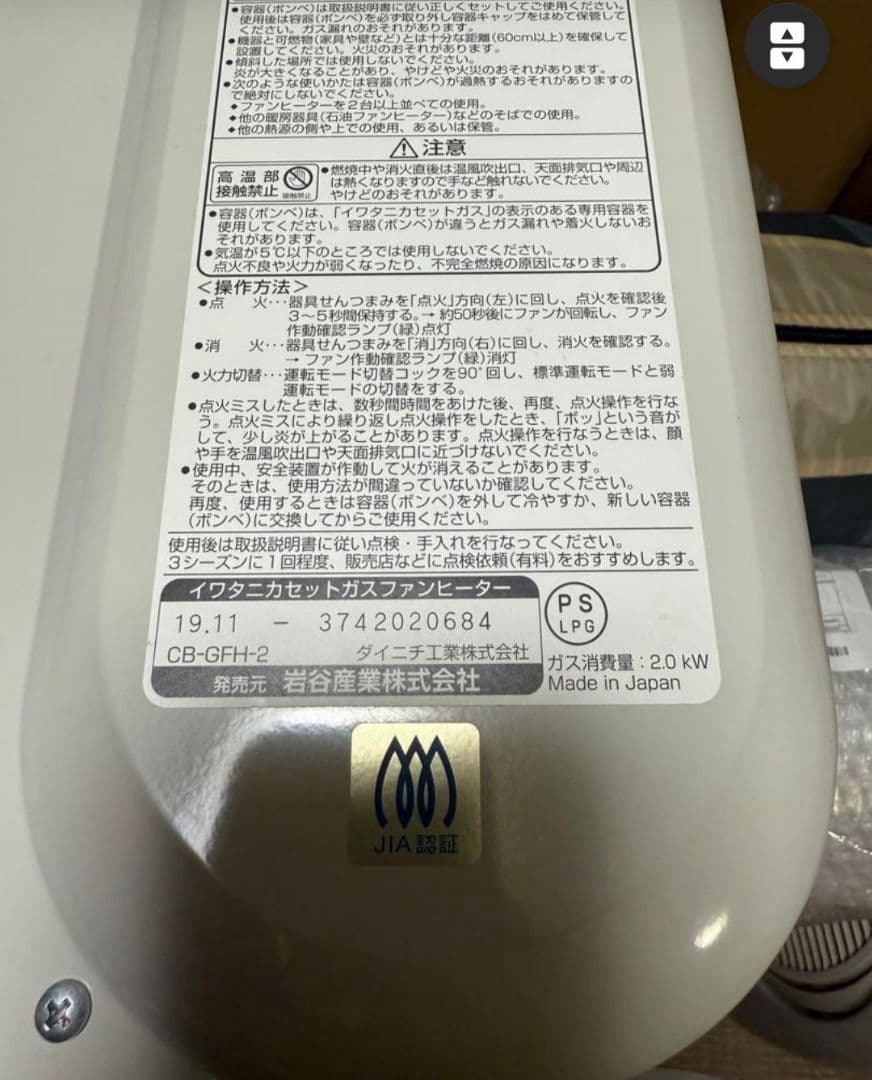 ●容器(ボンベ)は取扱説明書に従い正しくセットしてご使用ください。
使用後は容器(ボンベ)を必ず取り外し容器キャップをはめて保管して
ください。ガス漏れのおそれがあります。
●機器と可燃物(家具や壁など)とは十分な距離(60cm以上)を確保して
設置してください。火災のおそれがあります。
●傾斜した場所では使用しないでください。
炎が大きくなることがあり、やけどや火災のおそれがあります。
●次のような使いかたは容器(ボンベ)が過熱するおそれがありますの
で絶対にしないでください。
◆ファンヒーターを2台以上並べての使用。
◆他の暖房器具(石油ファンヒーター)などのそばでの使用。
◆他の熱源の側や上での使用、あるいは保管。
注意
高温部
接触禁止
接触禁止
●燃焼中や消火直後は温風吹出口、天面排気口や周辺
は熱くなりますので手など触れないでください。
やけどのおそれがあります。
●容器(ボンベ)は、「イワタニカセットガス」の表示のある専用容器を
使用してください。容器(ボンベ)が違うとガス漏れや着火しないお
それがあります。
●気温が5℃以下のところでは使用しないでください。
点火不良や火力が弱くなったり、不完全燃焼の原因になります。
＜操作方法＞
●点　火…器具せんつまみを「点火」方向(左)に回し、点火を確認後
3～5秒間保持する。→ 約50秒後にファンが回転し、ファン
作動確認ランプ(緑)点灯
●消　火…器具せんつまみを「消」方向(右)に回し、消火を確認する。
→ ファン作動確認ランプ(緑)消灯
●火力切替…運転モード切替コックを90°回し、標準運転モードと弱
運転モードの切替をする。
●点火ミスしたときは、数秒間時間をあけた後、再度、点火操作を行な
う。点火ミスにより繰り返し点火操作をしたとき、「ボッ」という音が
して、少し炎が上がることがあります。点火操作を行なうときは、顔
や手を温風吹出口や天面排気口に近づけないでください。
●使用中、安全装置が作動して火が消えることがあります。
そのときは、使用方法が間違っていないか確認してください。
再度、使用するときは容器(ボンベ)を外して冷やすか、新しい容器
(ボンベ)に交換してからご使用ください。
使用後は取扱説明書に従い点検・手入れを行なってください。
3シーズンに1回程度、販売店などに点検依頼(有料)をおすすめします。
イワタニカセットガスファンヒーター
19.11 － 3742020684
CB-GFH-2　ダイニチ工業株式会社
発売元 岩谷産業株式会社
PS
LPG
ガス消費量：2.0 kW
Made in Japan
JIA 認証